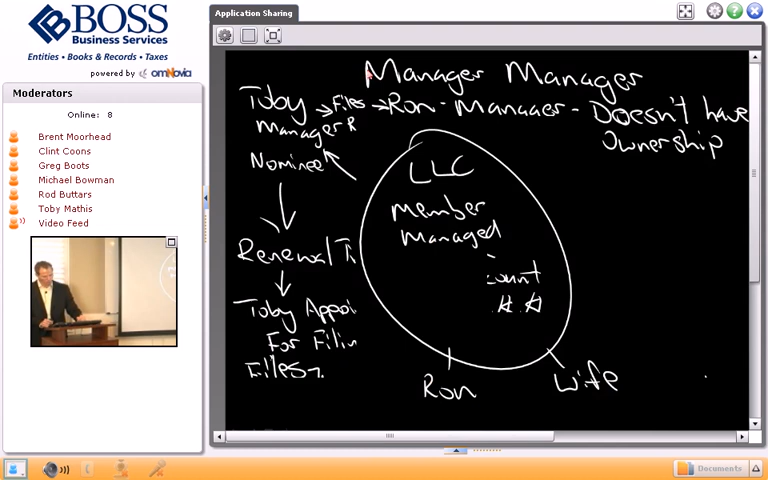 BOSS
Business Services
Entities • Books & Records • Taxes
powered by omNovia
Moderators
Online: 8
Brent Moorhead
Clint Coons
Greg Boots
Michael Bowman
Rod Buttars
Toby Mathis
Video Feed
Application Sharing
Manager Manager
Toby → Files → Ron - Manager - Doesn't have
Manager R
Ownership
Nominee
LLC
Member
Managed
Renewal
count
Toby Appoi
For Filin
Files
Ron
Wife
Documents